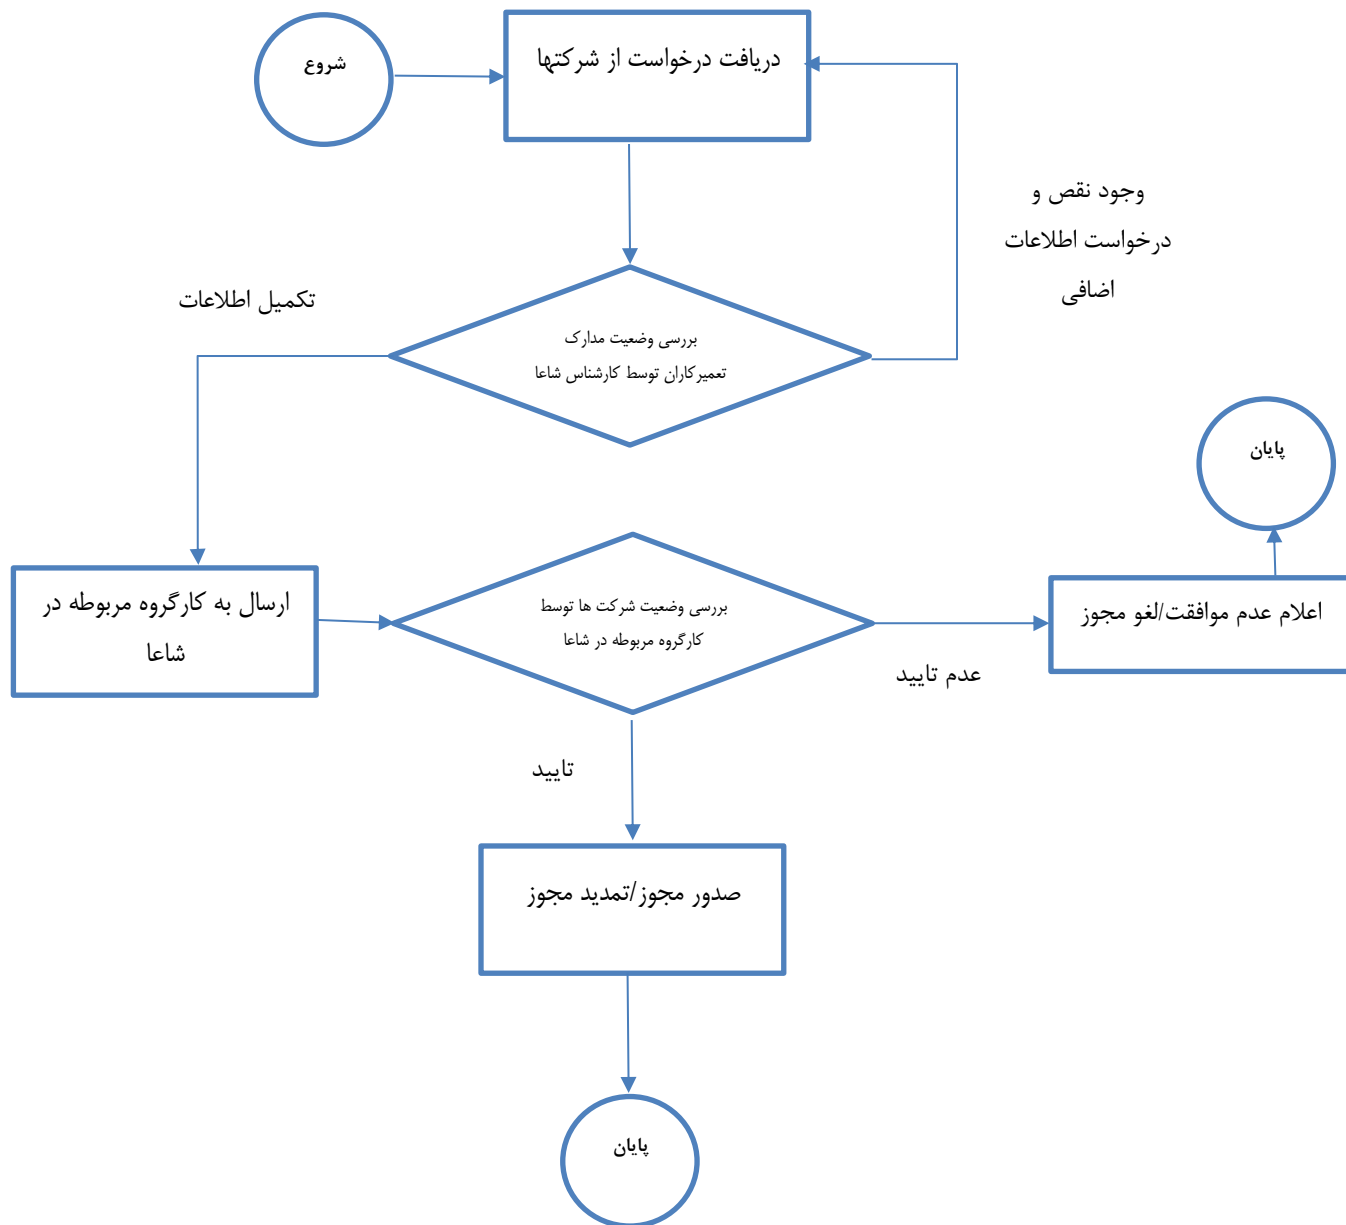 شروع
دریافت درخواست از شرکتها
وجود نقص و
درخواست اطلاعات
اضافی
تکمیل اطلاعات
بررسی وضعیت مدارک
تعمیرکاران توسط کارشناس شاعا
پایان
ارسال به کارگروه مربوطه در
شاعا
بررسی وضعیت شرکت ها توسط
کارگروه مربوطه در شاعا
اعلام عدم موافقت/لغو مجوز
عدم تایید
تایید
صدور مجوز/تمدید مجوز
پایان